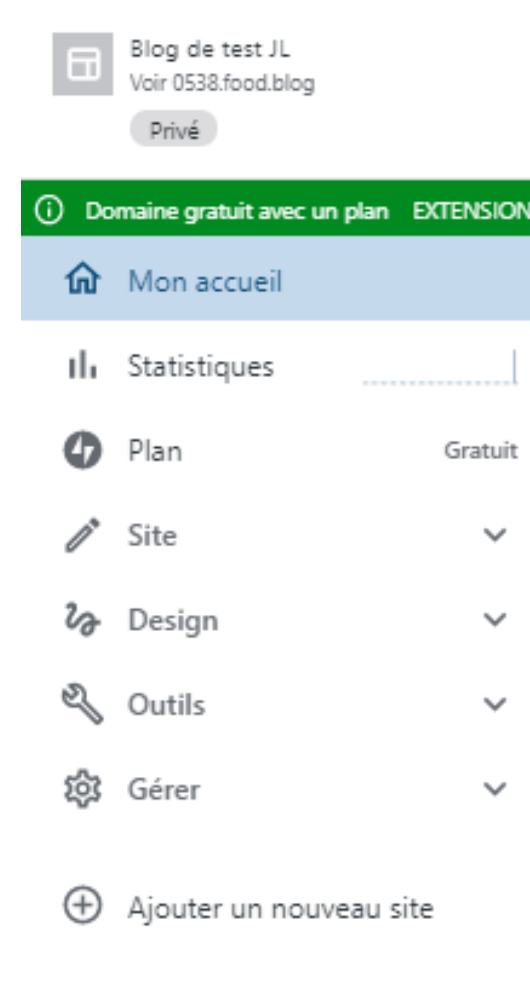 Blog de test JL
Voir 0538.food.blog
Privé
Domaine gratuit avec un plan EXTENSION
Mon accueil
Statistiques
Plan Gratuit
Site
Design
Outils
Gérer
Ajouter un nouveau site